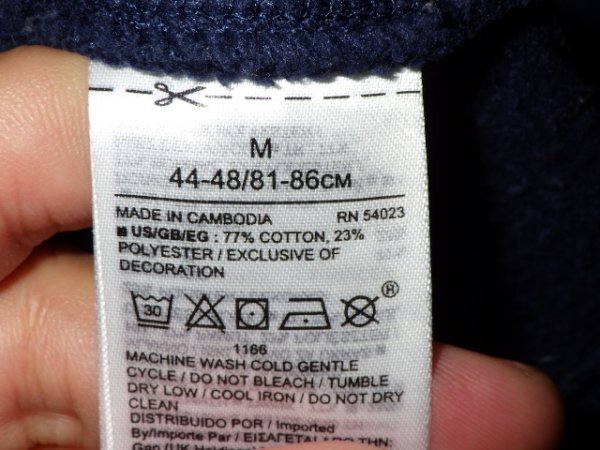 M
44-48/81-86CM
MADE IN CAMBODIA RN 54023
US/GB/EG : 77% COTTON, 23%
POLYESTER / EXCLUSIVE OF
DECORATION
30
®
1166
MACHINE WASH COLD GENTLE
CYCLE / DO NOT BLEACH / TUMBLE
DRY LOW / COOL IRON / DO NOT DRY
CLEAN
DISTRIBUIDO POR / Imported
By/Importe Par / ΕΙΣΑΓΕΤΑΙ ΑΠΟ ΤΗΝ:
Gap (UK